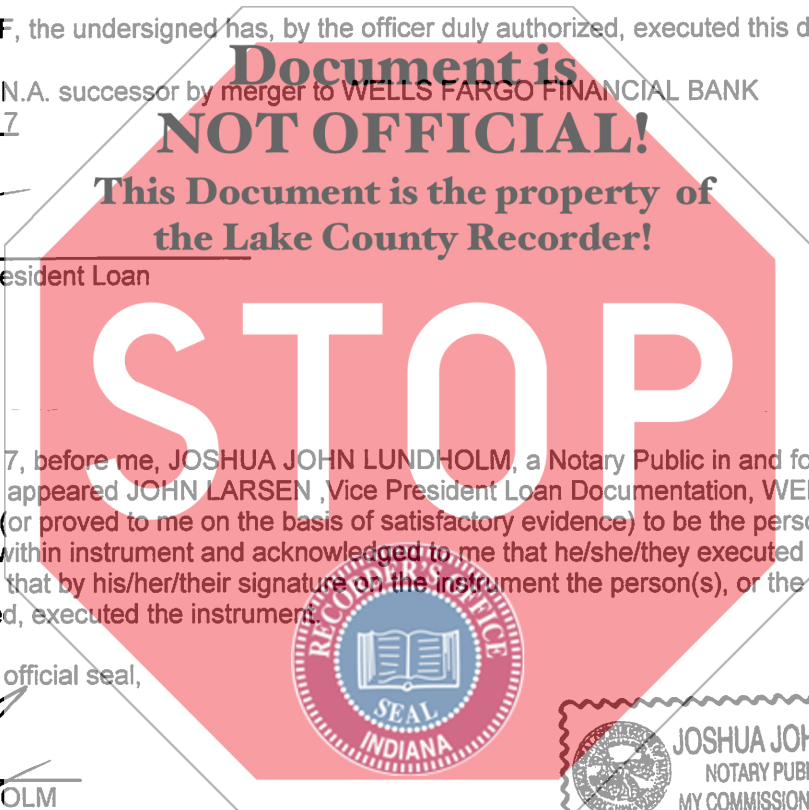 F, the undersigned has, by the officer duly authorized, executed this d
Document is
N.A. successor by merger to WELLS FARGO FINANCIAL BANK
7
NOT OFFICIAL!
This Document is the property of
the Lake County Recorder!
esident Loan
STOP
7, before me, JOSHUA JOHN LUNDHOLM, a Notary Public in and fo
appeared JOHN LARSEN ,Vice President Loan Documentation, WEL
(or proved to me on the basis of satisfactory evidence) to be the perso
within instrument and acknowledged to me that he/she/they executed
that by his/her/their signature on the instrument the person(s), or the
d, executed the instrument.
RECORDER'S OFFICE
SEAL
INDIANA
official seal,
JOSHUA JOH
NOTARY PUBL
MY COMMISSION
OLM